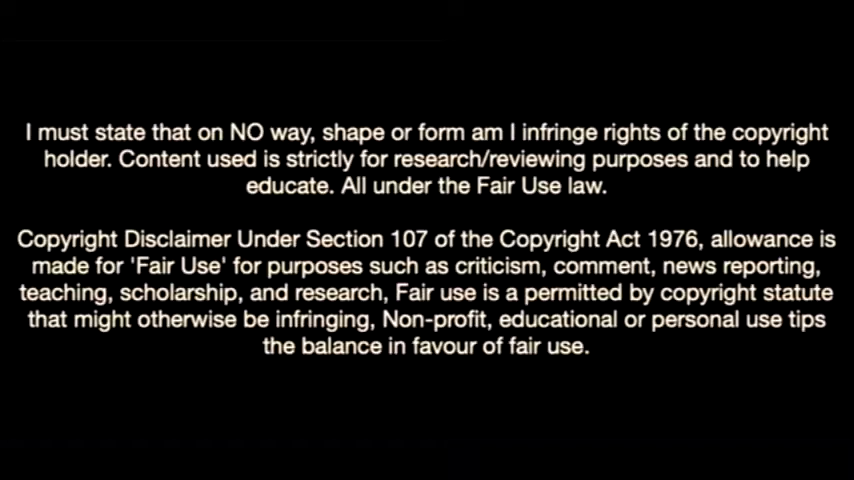 I must state that on NO way, shape or form am I infringe rights of the copyright
holder. Content used is strictly for research/reviewing purposes and to help
educate. All under the Fair Use law.
Copyright Disclaimer Under Section 107 of the Copyright Act 1976, allowance is
made for 'Fair Use' for purposes such as criticism, comment, news reporting,
teaching, scholarship, and research, Fair use is a permitted by copyright statute
that might otherwise be infringing, Non-profit, educational or personal use tips
the balance in favour of fair use.